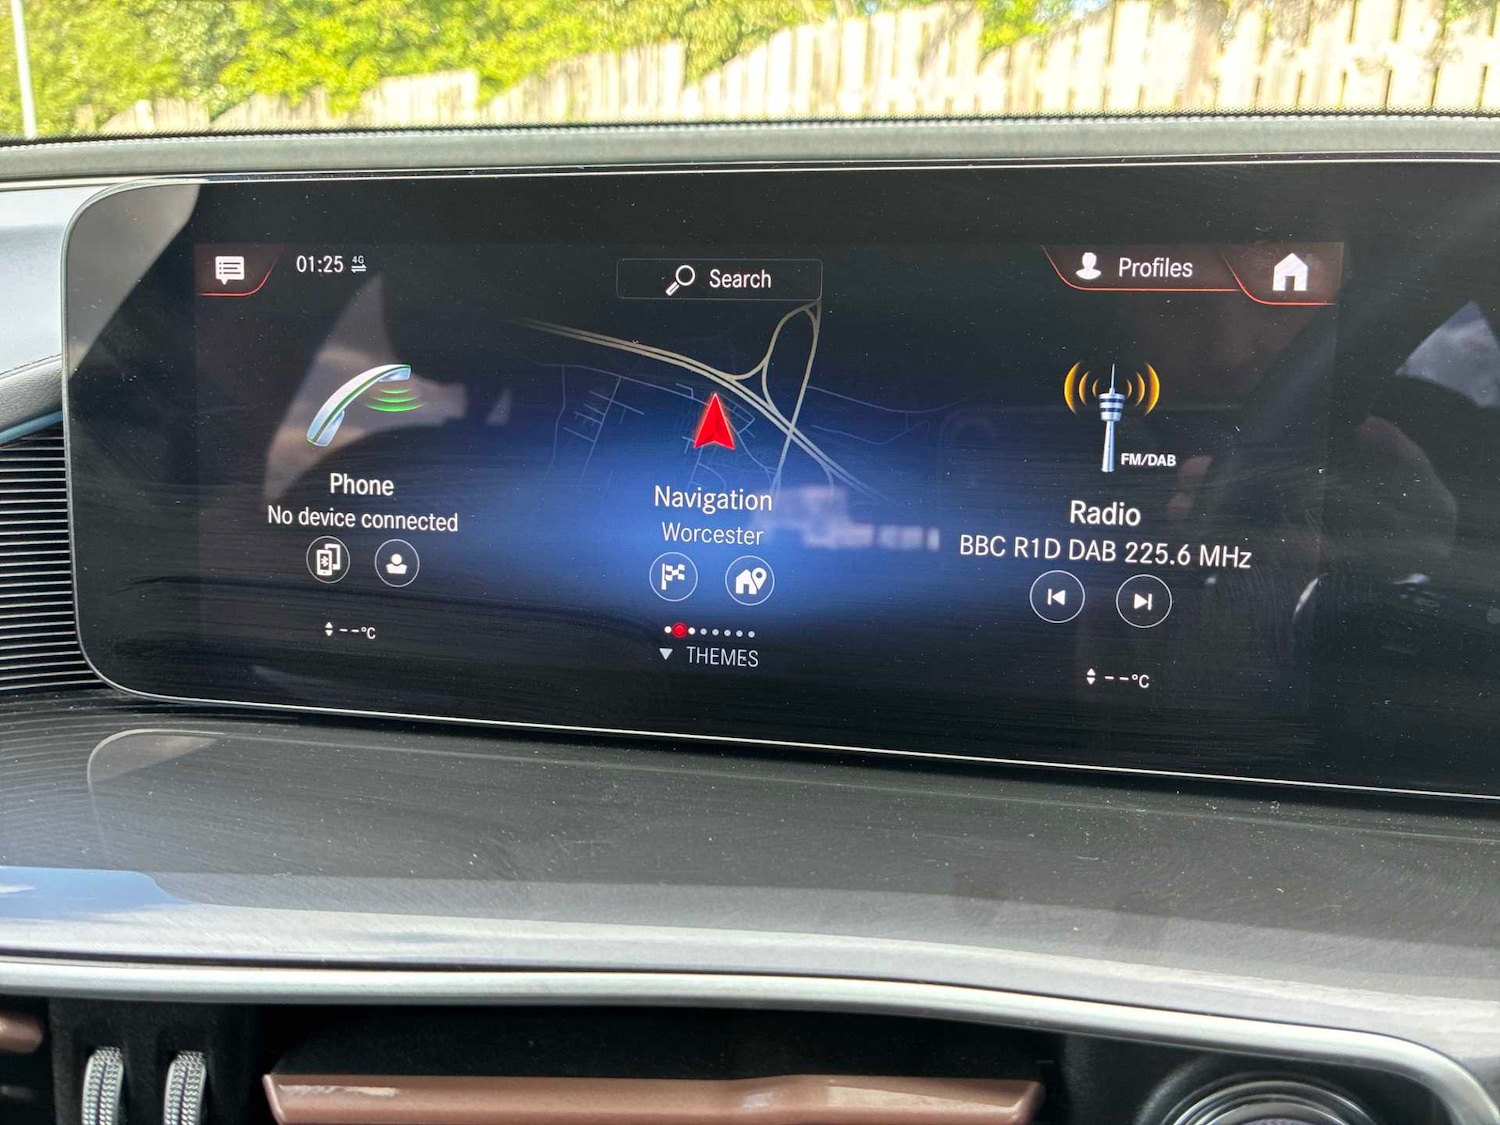 01:25 4G
Search
Profiles
FM/DAB
Phone
No device connected
Navigation
Worcester
Radio
BBC R1D DAB 225.6 MHz
--°C
THEMES
--°C